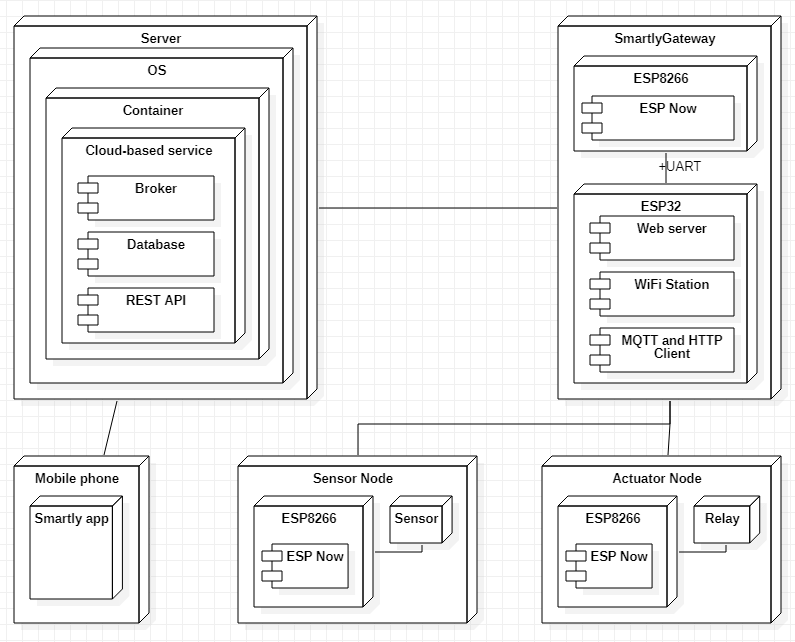 Server
OS
Container
Cloud-based service
Broker
Database
REST API
SmartlyGateway
ESP8266
ESP Now
+UART
ESP32
Web server
WiFi Station
MQTT and HTTP
Client
Mobile phone
Smartly app
Sensor Node
ESP8266
Sensor
ESP Now
Actuator Node
ESP8266
Relay
ESP Now